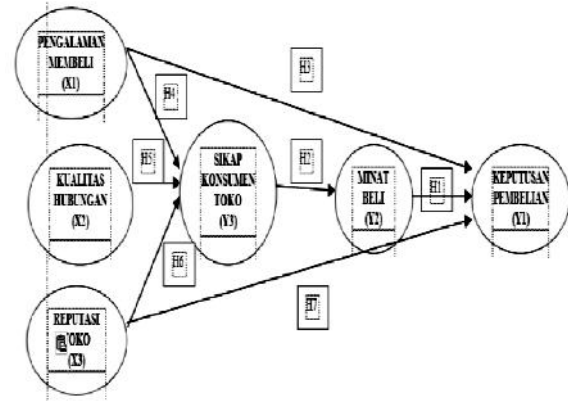 PENGALAMAN
MEMBELI
(X1)
H3
H4
KUALITAS
HUBUNGAN
(X2)
H5
SIKAP
KONSUMEN
TOKO
(Y3)
H2
MINAT
BELI
(Y2)
H1
KEPUTUSAN
PEMBELIAN
(Y1)
H6
REPUTASI
TOKO
(X3)
H7